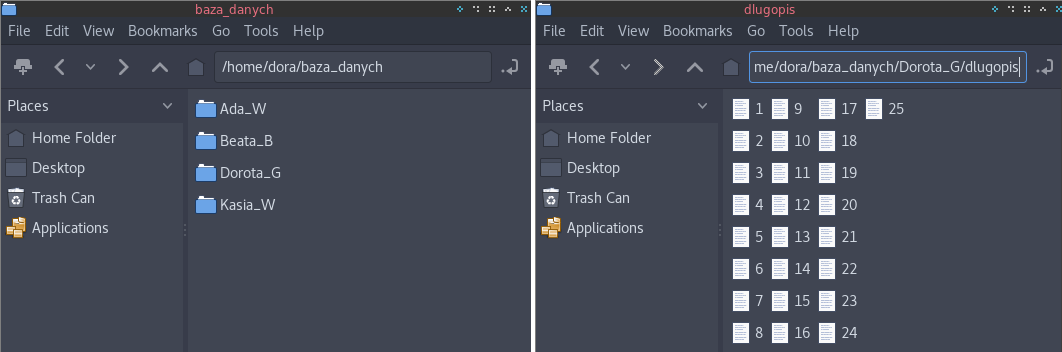 baza_danych
File Edit View Bookmarks Go Tools Help
/home/dora/baza_danych
Places
Home Folder
Desktop
Trash Can
Applications
Ada_W
Beata_B
Dorota_G
Kasia_W
dlugopis
File Edit View Bookmarks Go Tools Help
me/dora/baza_danych/Dorota_G/dlugopis
Places
Home Folder
Desktop
Trash Can
Applications
1 9 17 25
2 10 18
3 11 19
4 12 20
5 13 21
6 14 22
7 15 23
8 16 24